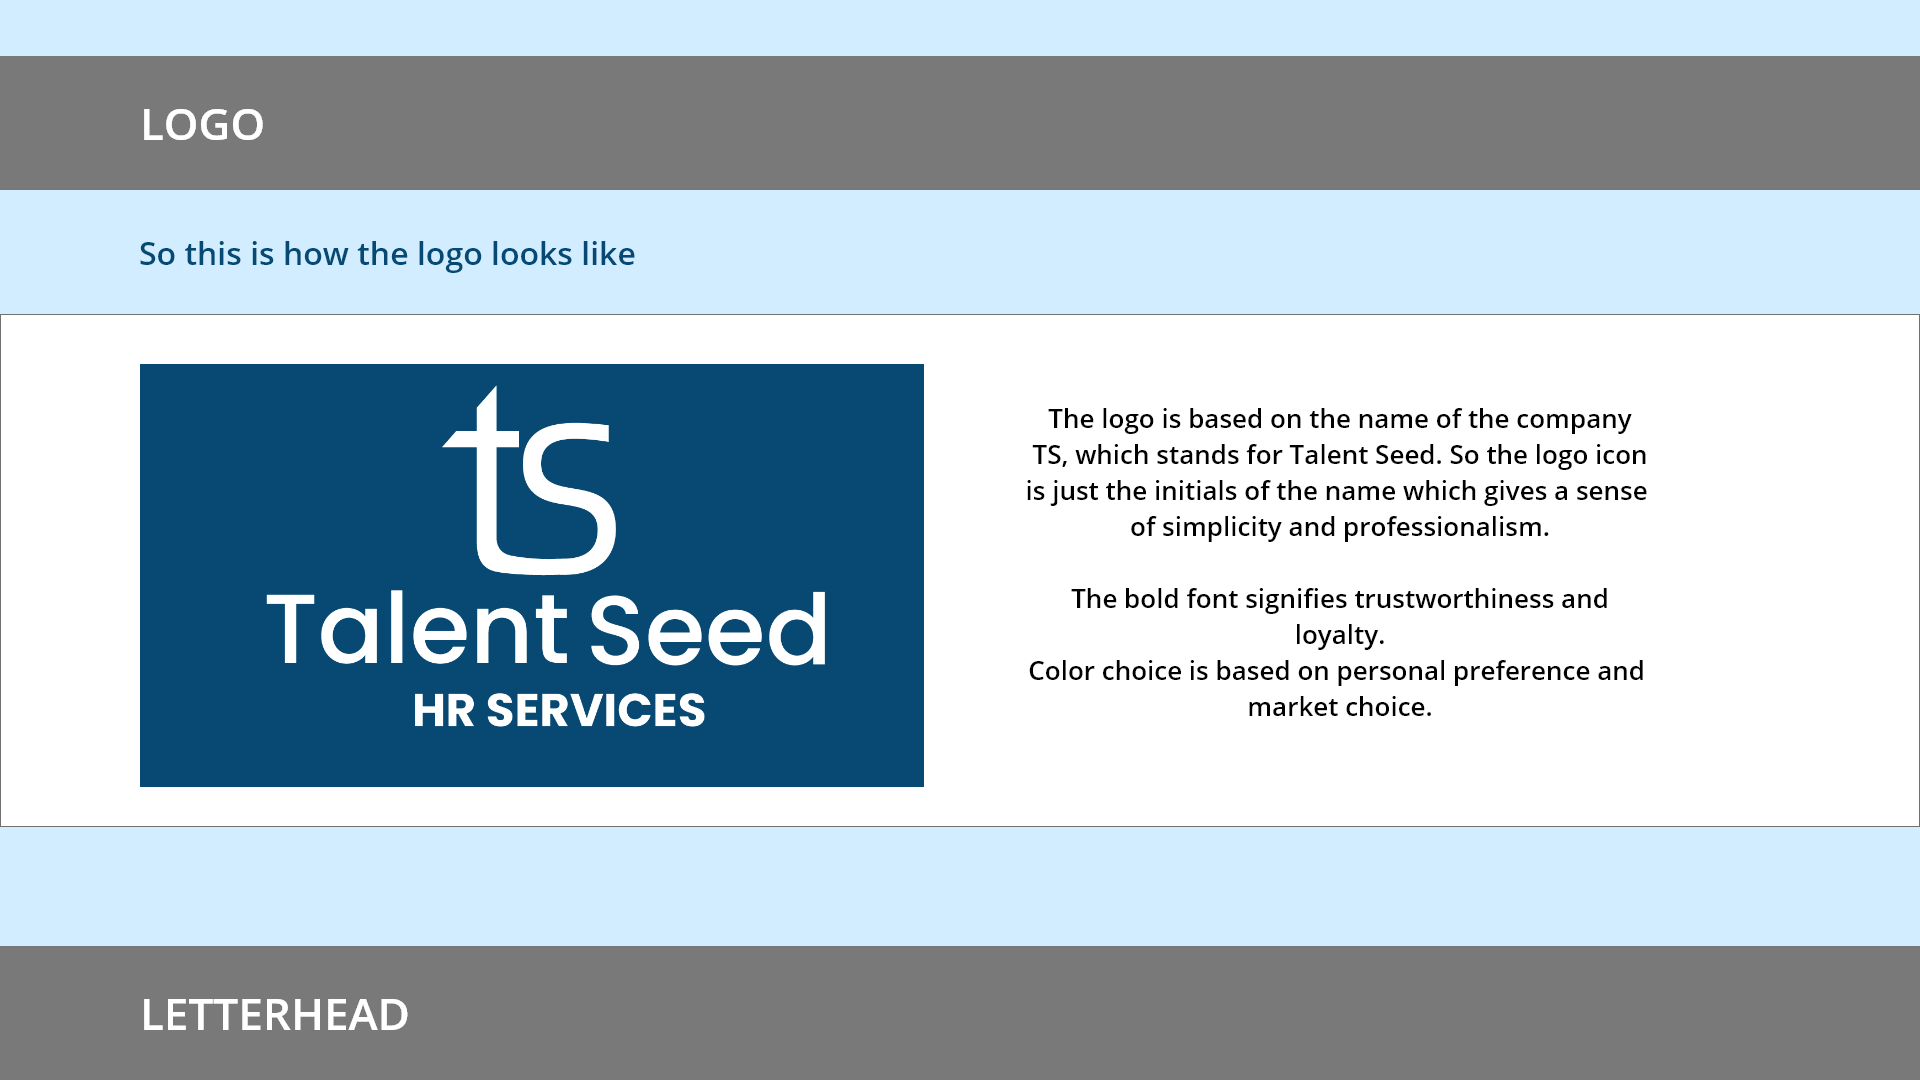 LOGO
So this is how the logo looks like
ts
Talent Seed
HR SERVICES
The logo is based on the name of the company
TS, which stands for Talent Seed. So the logo icon
is just the initials of the name which gives a sense
of simplicity and professionalism.
The bold font signifies trustworthiness and
loyalty.
Color choice is based on personal preference and
market choice.
LETTERHEAD